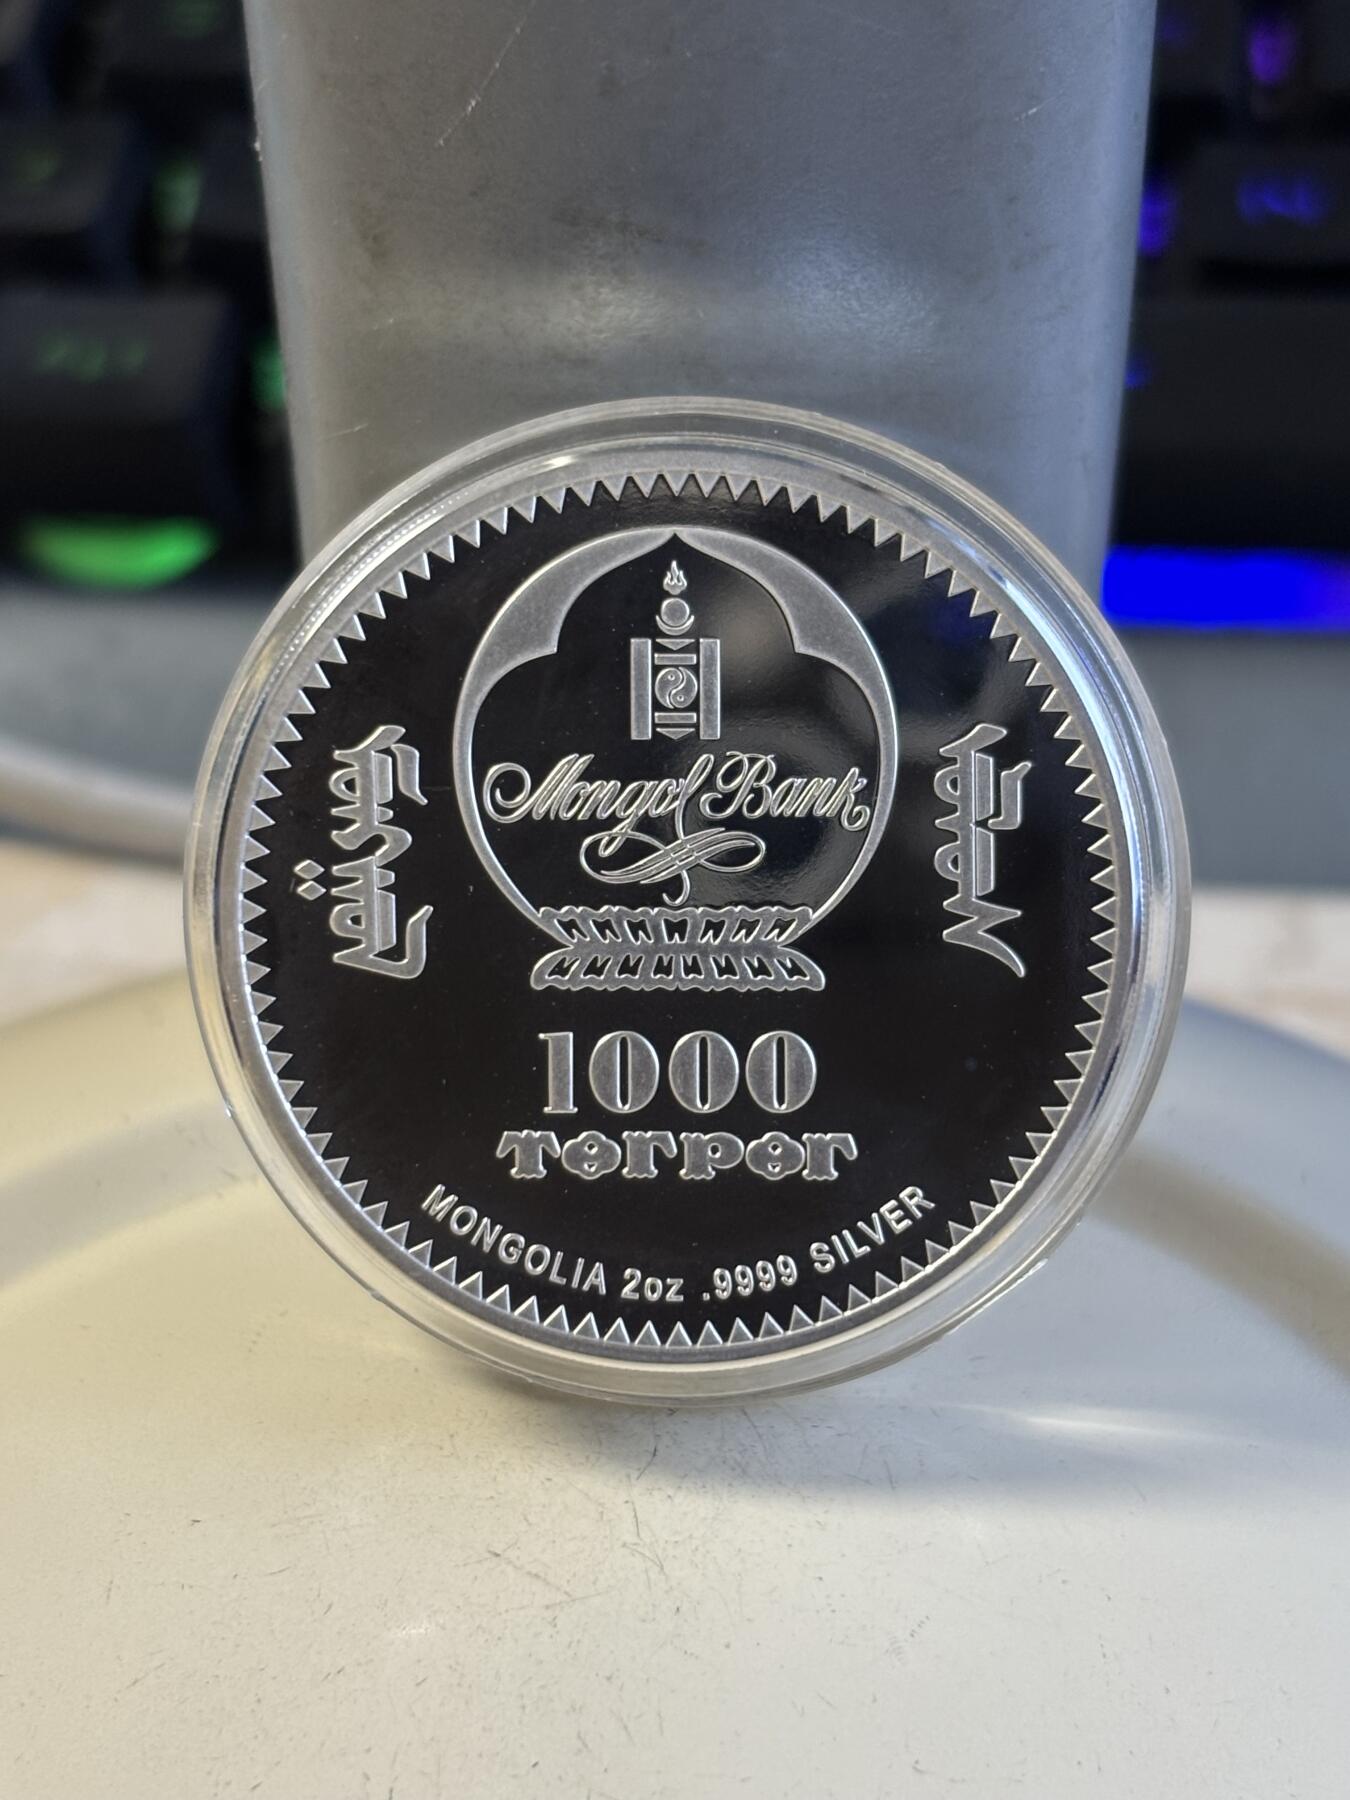 Mongol Bank
1000
төгрөг
MONGOLIA 2oz .9999 SILVER